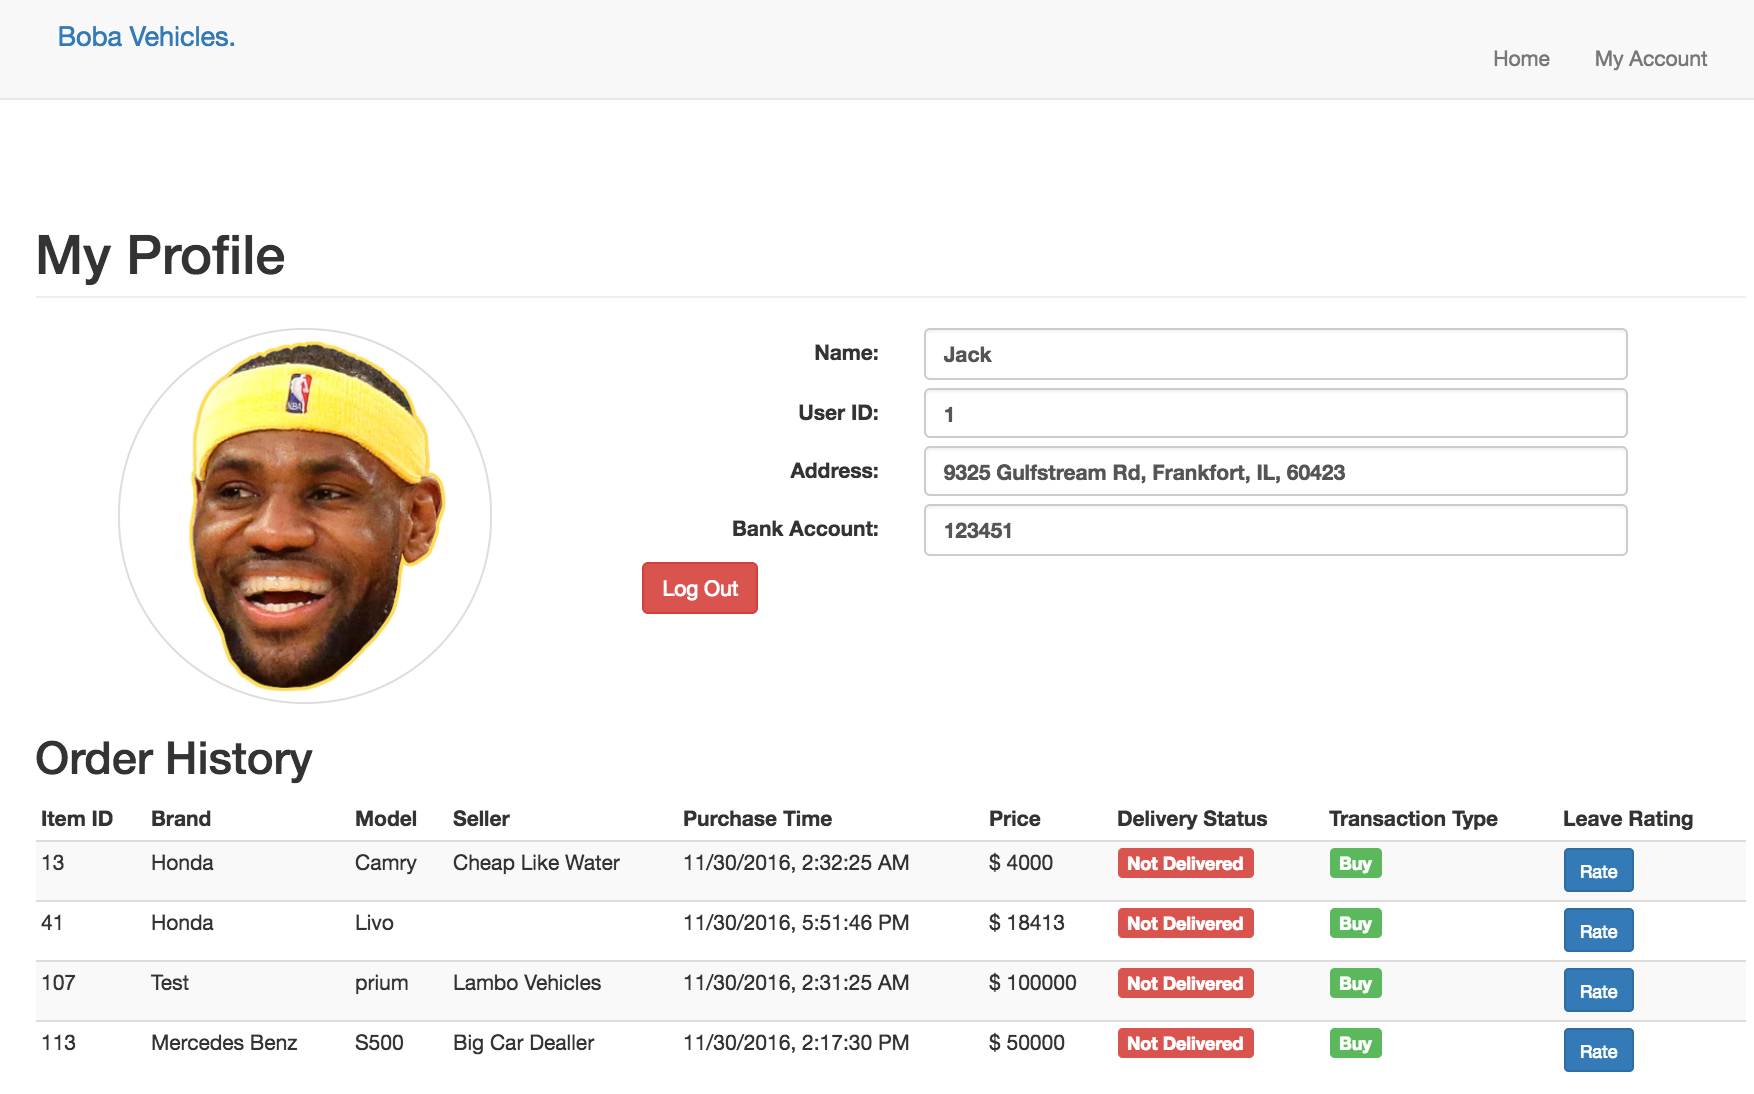 Boba Vehicles.
Home My Account
My Profile
NBA
Name: Jack
User ID: 1
Address: 9325 Gulfstream Rd, Frankfort, IL, 60423
Bank Account: 123451
Log Out
Order History
Item ID Brand Model Seller Purchase Time Price Delivery Status Transaction Type Leave Rating
13 Honda Camry Cheap Like Water 11/30/2016, 2:32:25 AM $ 4000 Not Delivered Buy Rate
41 Honda Livo 11/30/2016, 5:51:46 PM $ 18413 Not Delivered Buy Rate
107 Test prium Lambo Vehicles 11/30/2016, 2:31:25 AM $ 100000 Not Delivered Buy Rate
113 Mercedes Benz S500 Big Car Dealler 11/30/2016, 2:17:30 PM $ 50000 Not Delivered Buy Rate